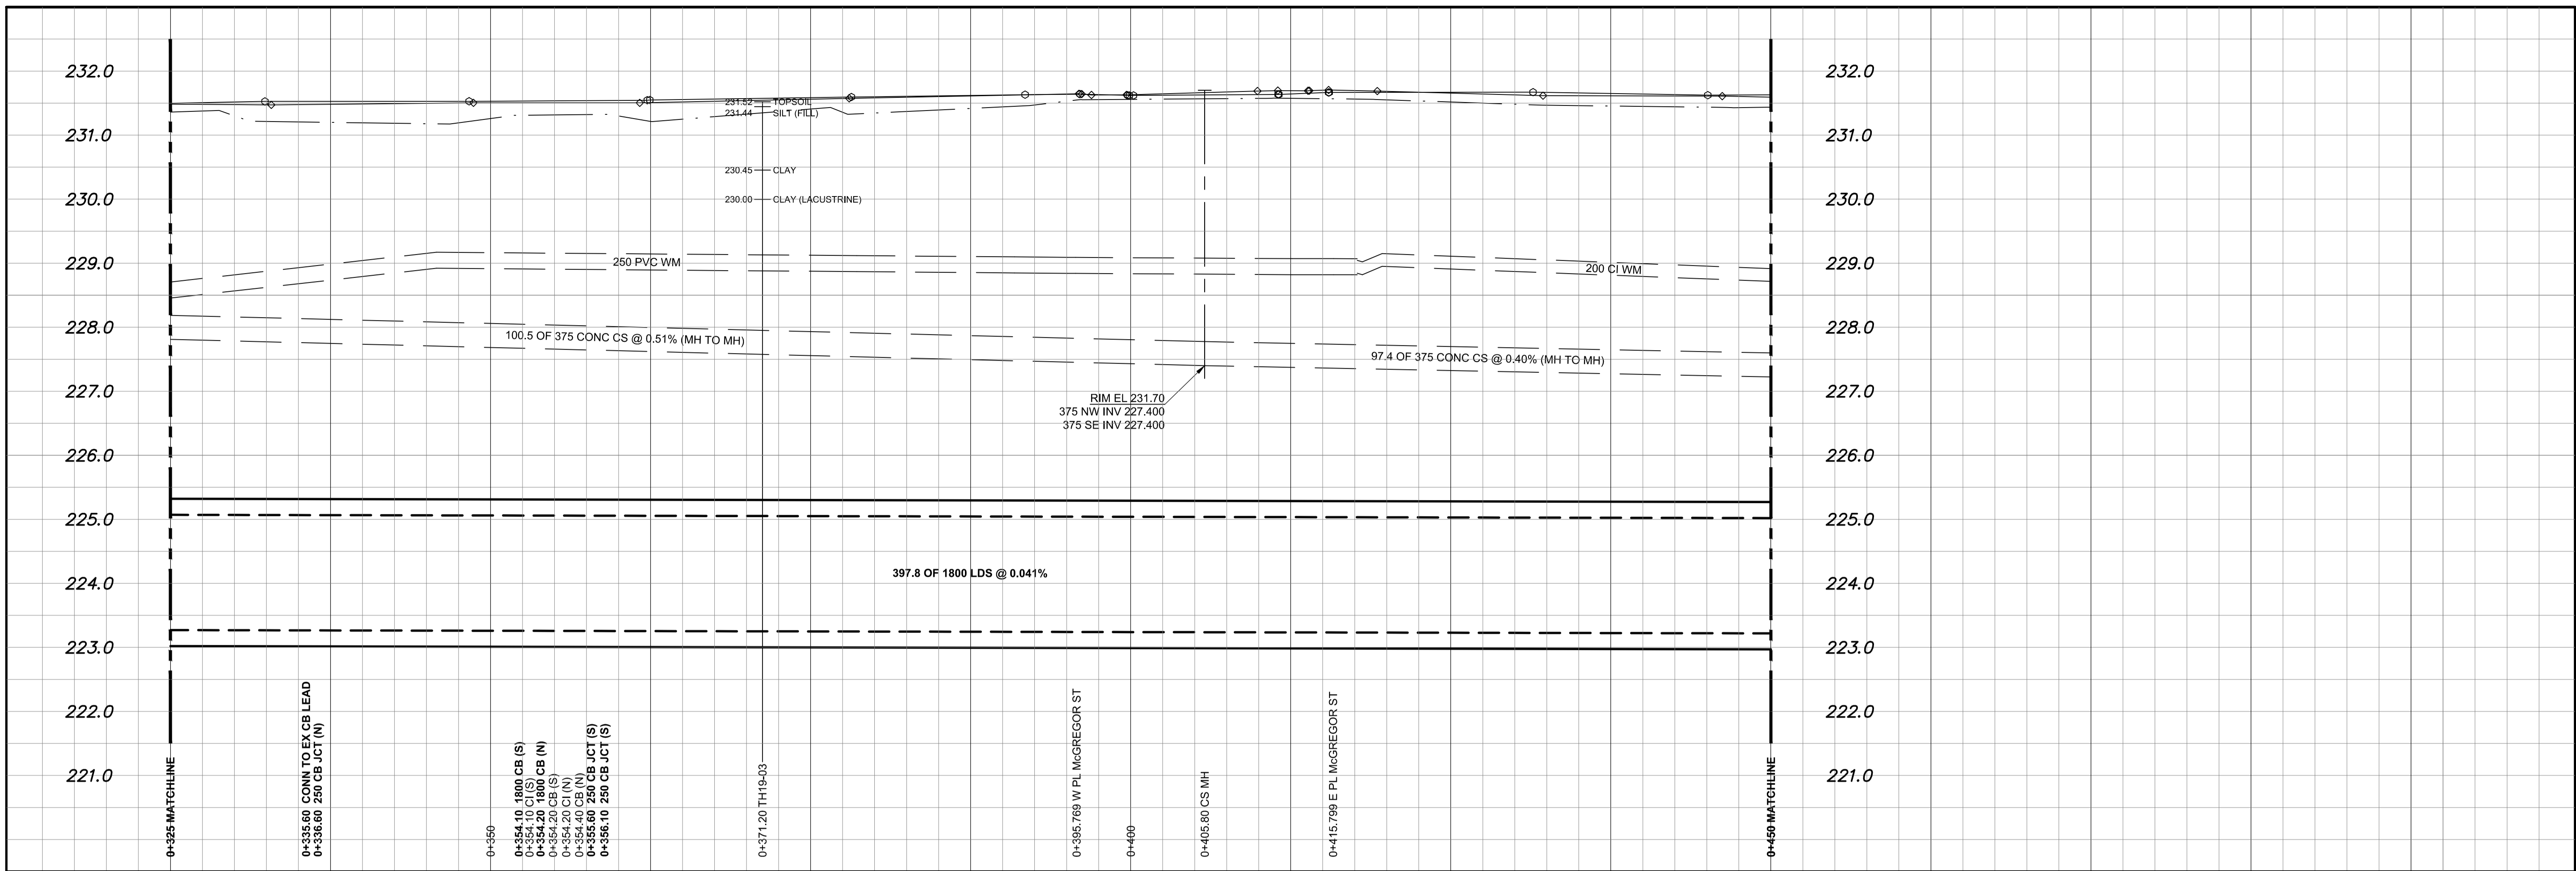 232.0
231.0
230.0
229.0
228.0
227.0
226.0
225.0
224.0
223.0
222.0
221.0
231.52 TOPSOIL
231.44 SILT (FILL)
230.45 CLAY
230.00 CLAY (LACUSTRINE)
250 PVC WM
200 CI WM
100.5 OF 375 CONC CS @ 0.51% (MH TO MH)
97.4 OF 375 CONC CS @ 0.40% (MH TO MH)
RIM EL 231.70
375 NW INV 227.400
375 SE INV 227.400
397.8 OF 1800 LDS @ 0.041%
0+325 MATCHLINE
0+335.60 CONN TO EX CB LEAD
0+336.60 250 CB JCT (N)
0+350
0+354.10 1800 CB (S)
0+354.10 CI (S)
0+354.20 1800 CB (N)
0+354.20 CB (S)
0+354.20 CI (N)
0+354.40 CB (N)
0+355.60 250 CB JCT (S)
0+356.10 250 CB JCT (S)
0+371.20 TH19-03
0+395.769 W PL McGREGOR ST
0+400
0+405.80 CS MH
0+415.799 E PL McGREGOR ST
0+450 MATCHLINE
232.0
231.0
230.0
229.0
228.0
227.0
226.0
225.0
224.0
223.0
222.0
221.0